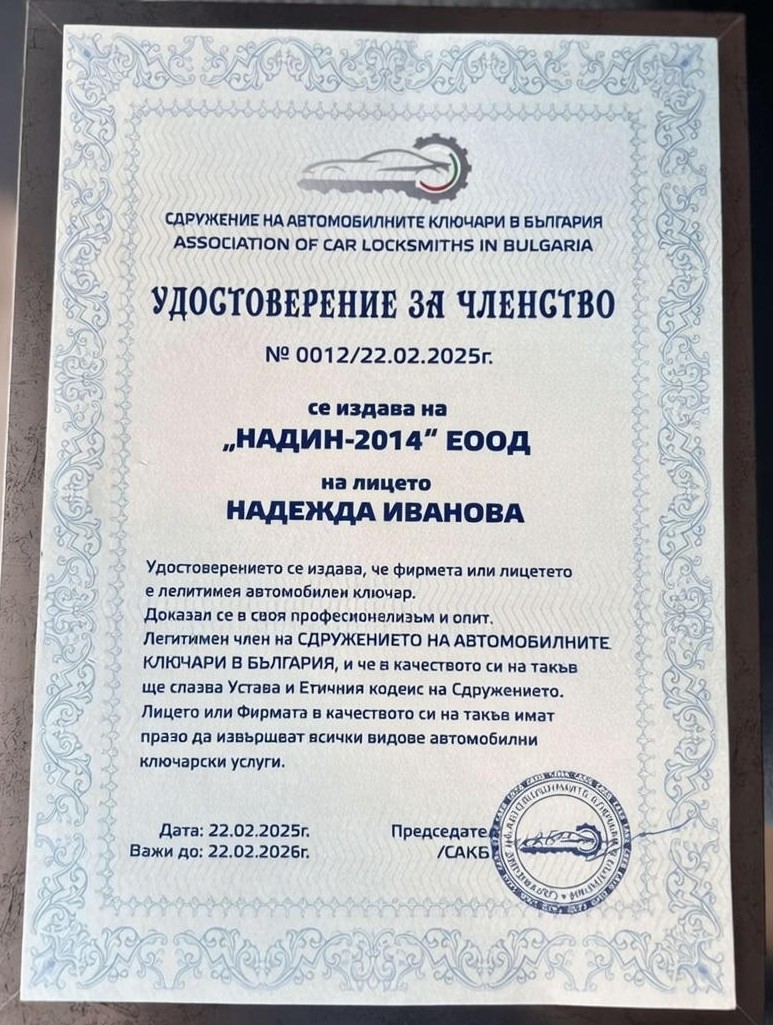 СДРУЖЕНИЕ НА АВТОМОБИЛНИТЕ КЛЮЧАРИ В БЪЛГАРИЯ
ASSOCIATION OF CAR LOCKSMITHS IN BULGARIA
УДОСТОВЕРЕНИЕ ЗА ЧЛЕНСТВО
№ 0012/22.02.2025г.
се издава на
„НАДИН-2014“ ЕООД
на лицето
НАДЕЖДА ИВАНОВА
Удостоверението се издава, че фирмета или лицетето
е лелитимея автомобилен ключар.
Доказал се в своя професионелизъм и опит.
Легитимен член на СДРУЖЕНИЕТО НА АВТОМОБИЛНИТЕ
КЛЮЧАРИ В БЪЛГАРИЯ, и че в качеството си на такъв
ще слазва Устава и Етичния кодеис на Сдружението.
Лицего или Фирмата в качеството си на такъв имат
празо да извършват всички видове автомобилни
ключарски услуги.
Дата: 22.02.2025г.
Важи до: 22.02.2026г.
Председате
/САКБ